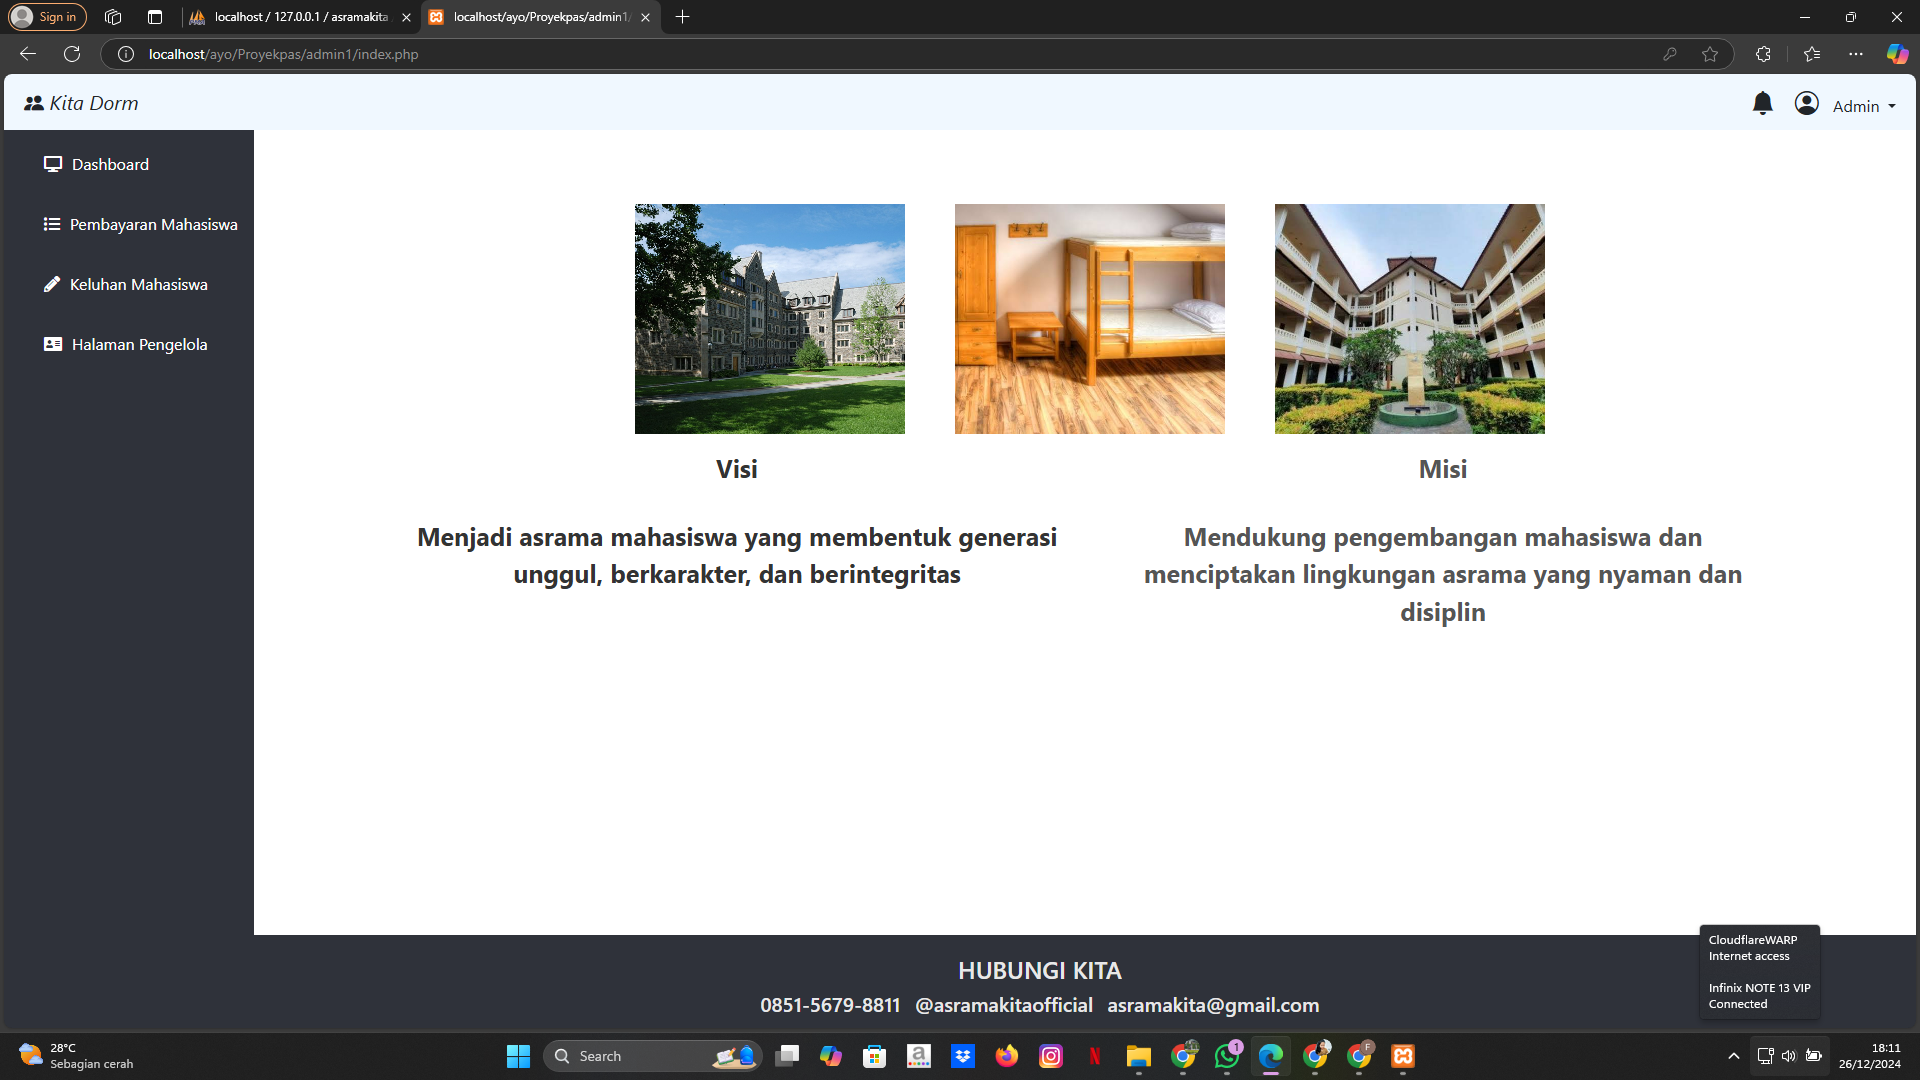 Sign in
localhost / 127.0.0.1 / asramakita
localhost/ayo/Proyekpas/admin1/
localhost/ayo/Proyekpas/admin1/index.php
Kita Dorm
Admin
Dashboard
Pembayaran Mahasiswa
Keluhan Mahasiswa
Halaman Pengelola
Visi
Menjadi asrama mahasiswa yang membentuk generasi
unggul, berkarakter, dan berintegritas
Misi
Mendukung pengembangan mahasiswa dan
menciptakan lingkungan asrama yang nyaman dan
disiplin
HUBUNGI KITA
0851-5679-8811 @asramakitaofficial asramakita@gmail.com
CloudflareWARP
Internet access
Infinix NOTE 13 VIP
Connected
28°C
Sebagian cerah
Search
1
18:11
26/12/2024